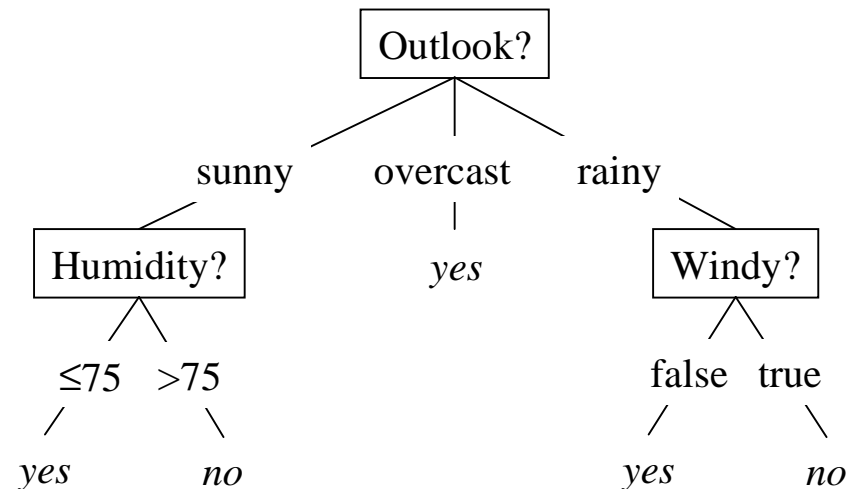 Outlook?
sunny overcast rainy
Humidity? yes Windy?
≤75 >75 false true
yes no yes no